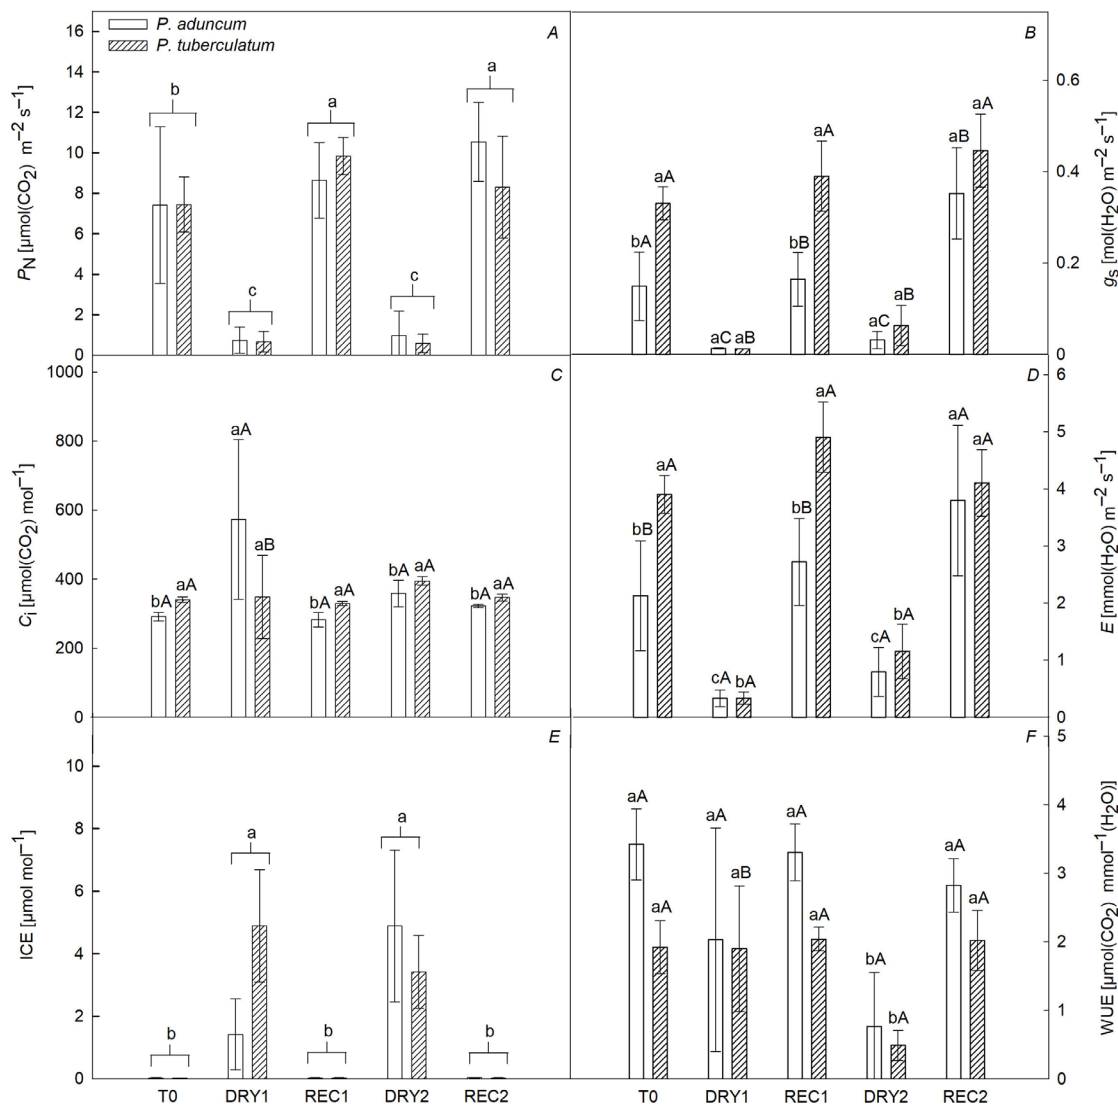 P. aduncum
P. tuberculatum
A
16
14
12
10
8
6
4
2
0
P_N [µmol(CO₂) m⁻² s⁻¹]
b
c
a
c
a
B
0.6
0.4
0.2
0
g_s [mol(H₂O) m⁻² s⁻¹]
bA aA
aC aB
bB aA
aC aB
aB aA
C
1000
800
600
400
200
0
C_i [µmol(CO₂) mol⁻¹]
bA aA
aA aB
bA aA
bA aA
bA aA
D
6
5
4
3
2
1
0
E [mmol(H₂O) m⁻² s⁻¹]
bB aA
cA bA
bB aA
cA bA
aA aA
E
10
8
6
4
2
0
ICE [µmol mol⁻¹]
b
a
b
a
b
T0 DRY1 REC1 DRY2 REC2
F
5
4
3
2
1
0
WUE [µmol(CO₂) mmol⁻¹(H₂O)]
aA aA
aA aB
aA aA
bA bA
aA aA
T0 DRY1 REC1 DRY2 REC2